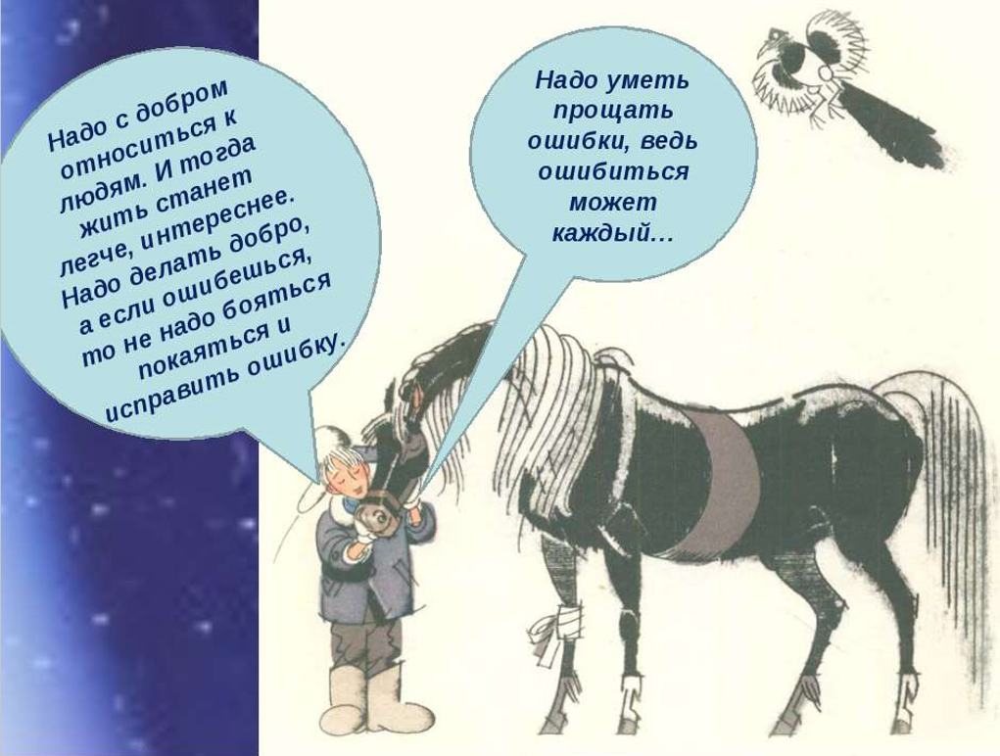 Надо с добром
относиться к
людям. И тогда
жить станет
легче, интереснее.
Надо делать добро,
а если ошибешься,
то не надо бояться
покаяться и
исправить ошибку.
Надо уметь
прощать
ошибки, ведь
ошибиться
может
каждый…